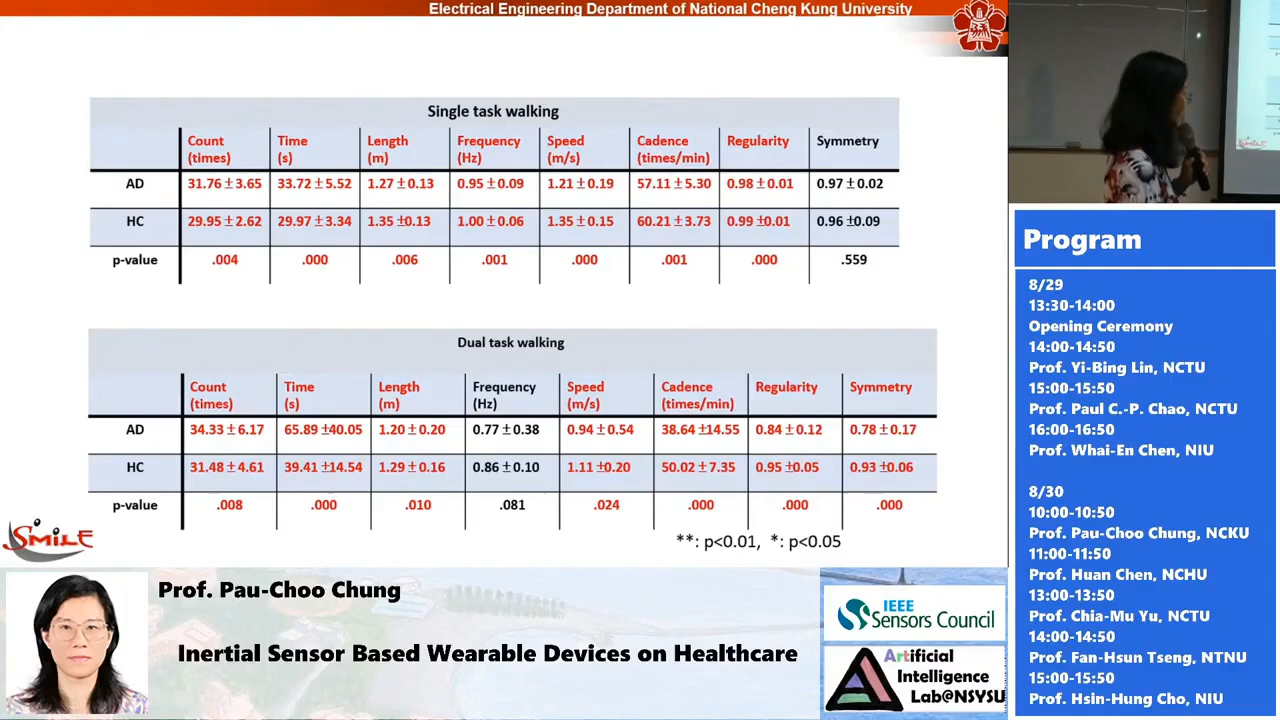 Electrical Engineering Department of National Cheng Kung University
Single task walking
Count (times) Time (s) Length (m) Frequency (Hz) Speed (m/s) Cadence (times/min) Regularity Symmetry
AD 31.76 ± 3.65 33.72 ± 5.52 1.27 ± 0.13 0.95 ± 0.09 1.21 ± 0.19 57.11 ± 5.30 0.98 ± 0.01 0.97 ± 0.02
HC 29.95 ± 2.62 29.97 ± 3.34 1.35 ±0.13 1.00 ± 0.06 1.35 ± 0.15 60.21 ± 3.73 0.99 ±0.01 0.96 ±0.09
p-value .004 .000 .006 .001 .000 .001 .000 .559
Dual task walking
Count (times) Time (s) Length (m) Frequency (Hz) Speed (m/s) Cadence (times/min) Regularity Symmetry
AD 34.33 ± 6.17 65.89 ±40.05 1.20 ± 0.20 0.77 ± 0.38 0.94 ± 0.54 38.64 ±14.55 0.84 ± 0.12 0.78 ± 0.17
HC 31.48 ± 4.61 39.41 ±14.54 1.29 ± 0.16 0.86 ± 0.10 1.11 ±0.20 50.02 ± 7.35 0.95 ±0.05 0.93 ±0.06
p-value .008 .000 .010 .081 .024 .000 .000 .000
**: p<0.01, *: p<0.05
SMILE
Prof. Pau-Choo Chung
Inertial Sensor Based Wearable Devices on Healthcare
IEEE
Sensors Council
Artificial
Intelligence
Lab@NSYSU
Program
8/29
13:30-14:00
Opening Ceremony
14:00-14:50
Prof. Yi-Bing Lin, NCTU
15:00-15:50
Prof. Paul C.-P. Chao, NCTU
16:00-16:50
Prof. Whai-En Chen, NIU
8/30
10:00-10:50
Prof. Pau-Choo Chung, NCKU
11:00-11:50
Prof. Huan Chen, NCHU
13:00-13:50
Prof. Chia-Mu Yu, NCTU
14:00-14:50
Prof. Fan-Hsun Tseng, NTNU
15:00-15:50
Prof. Hsin-Hung Cho, NIU